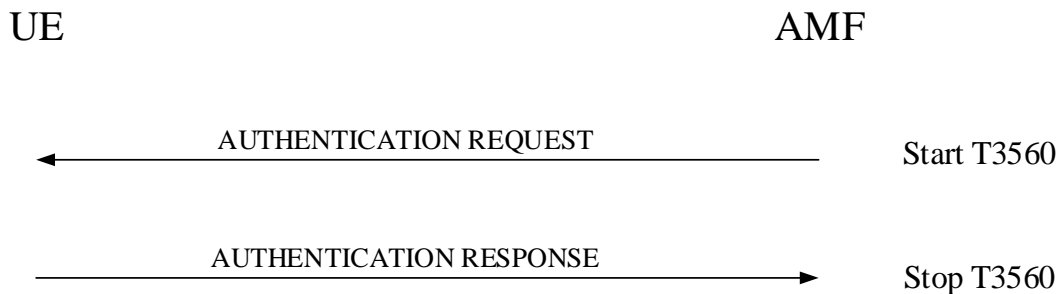 UE AMF
AUTHENTICATION REQUEST Start T3560
AUTHENTICATION RESPONSE Stop T3560